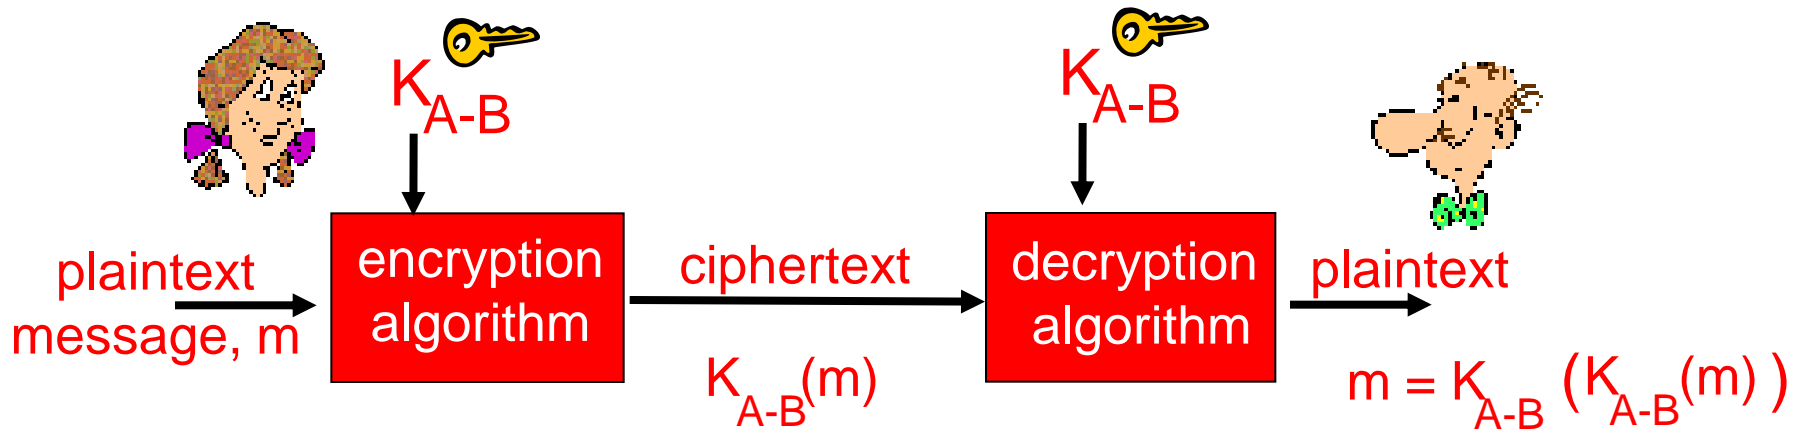 K A-B
K A-B
plaintext
message, m
encryption
algorithm
ciphertext
K A-B (m)
decryption
algorithm
plaintext
m = K A-B (K A-B (m))